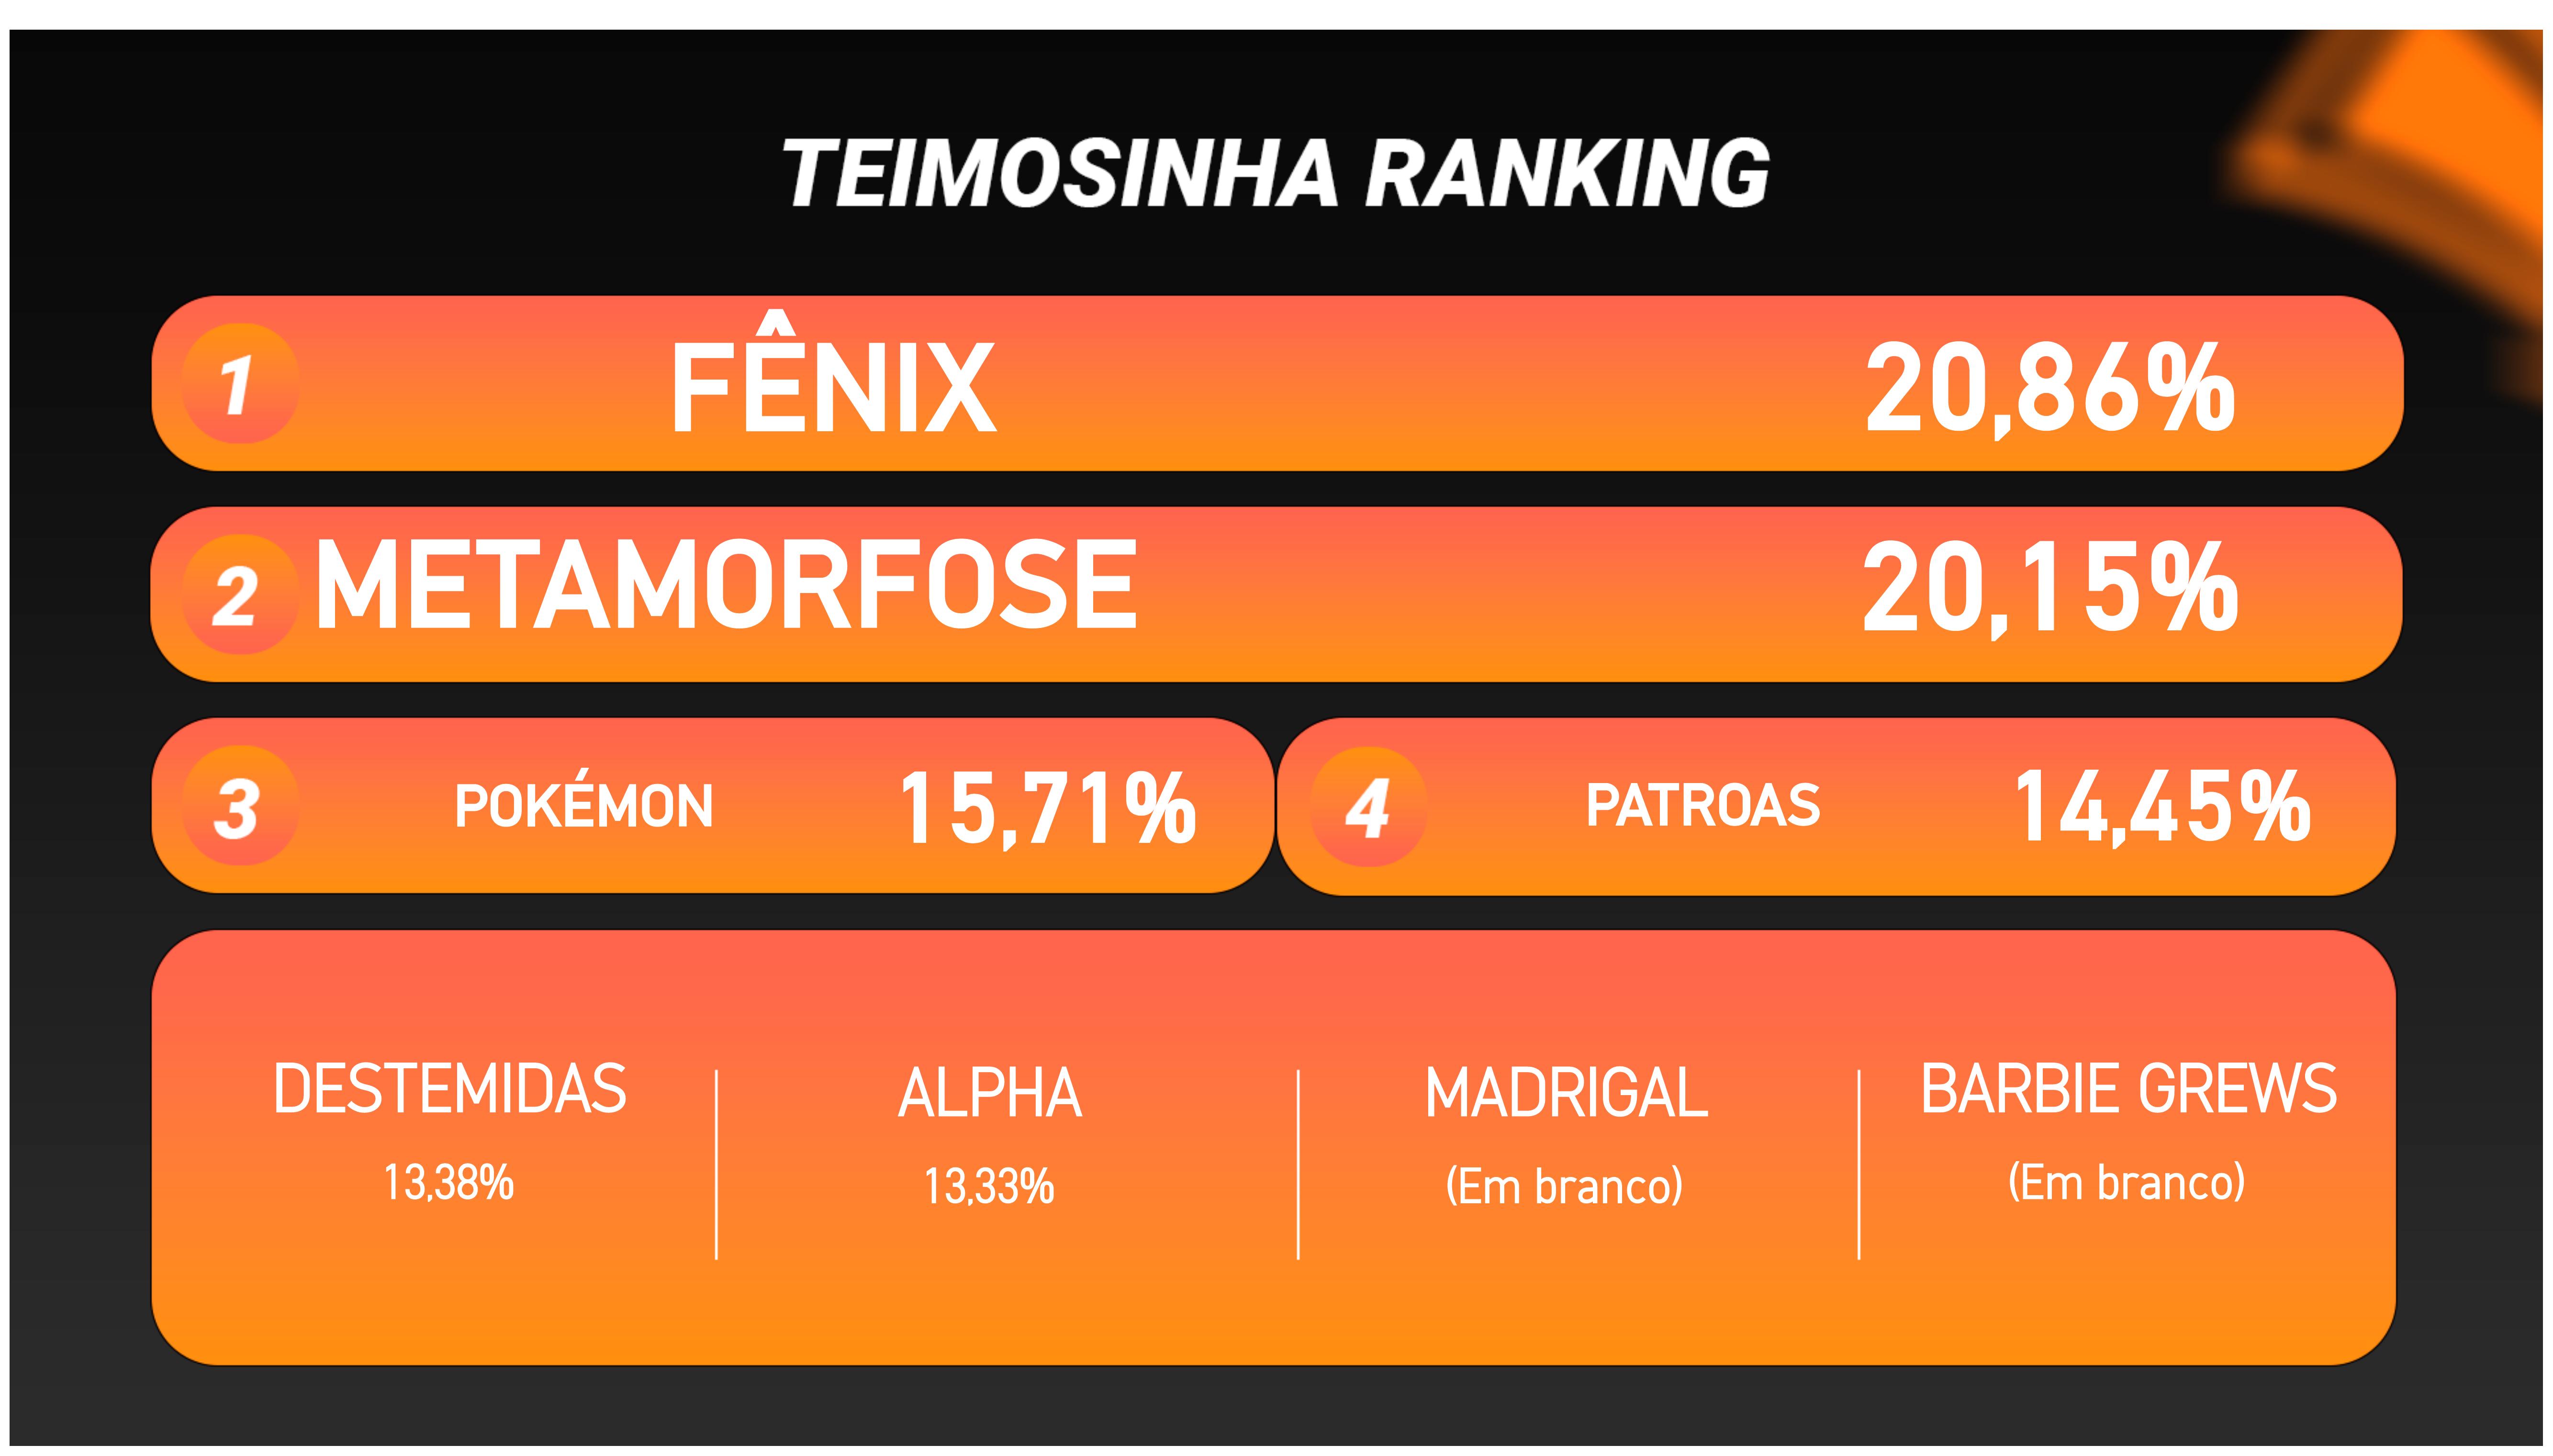 TEIMOSINHA RANKING
1 FÊNIX 20,86%
2 METAMORFOSE 20,15%
3 POKÉMON 15,71%
4 PATROAS 14,45%
DESTEMIDAS
13,38%
ALPHA
13,33%
MADRIGAL
(Em branco)
BARBIE GREWS
(Em branco)